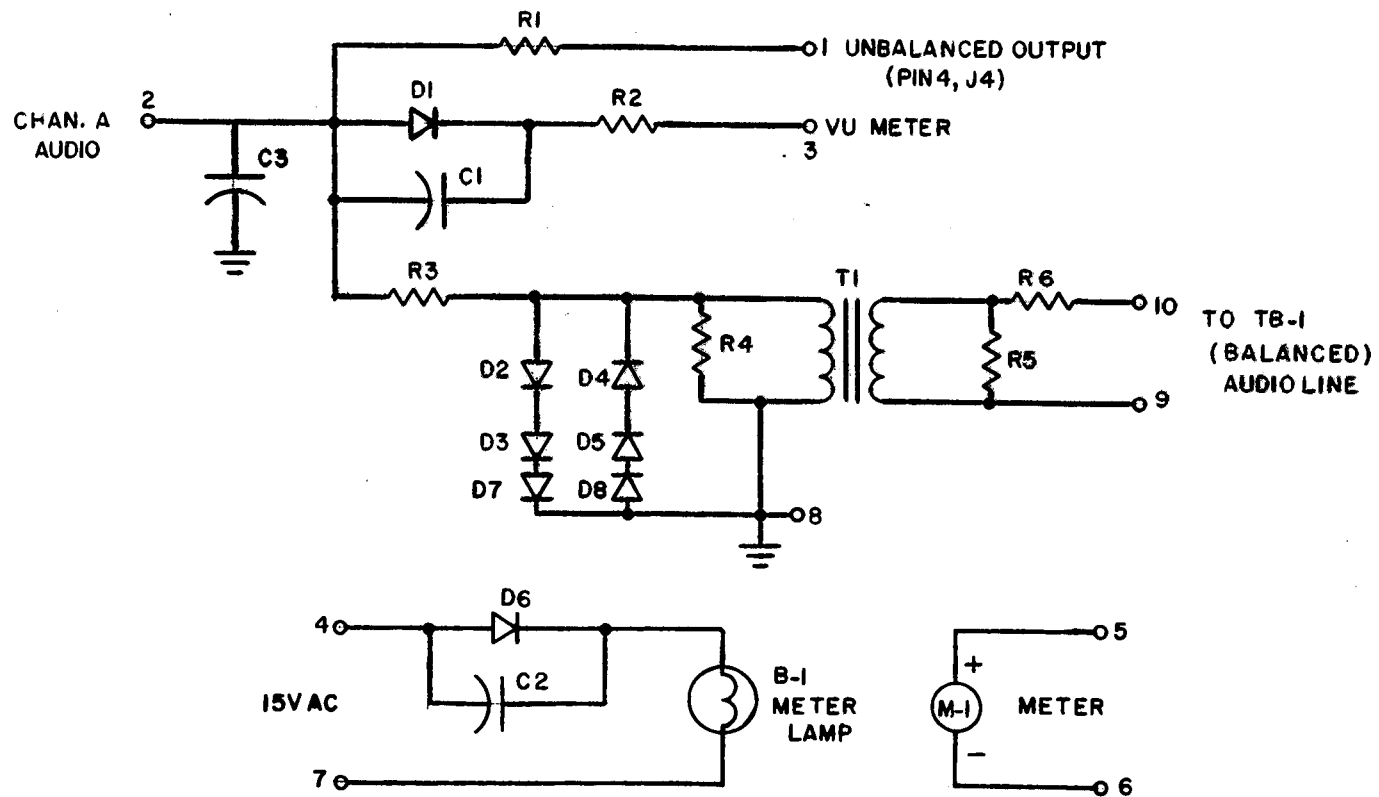 R1
1 UNBALANCED OUTPUT
(PIN 4, J4)
D1
2
R2
CHAN. A
AUDIO
VU METER
3
C3
C1
R3
T1
R6
10
TO TB-1
(BALANCED)
AUDIO LINE
R4
R5
D2
D4
9
D3
D5
D7
D8
8
D6
4
5
+
C2
B-1
METER
LAMP
15V AC
M-1
METER
−
7
6